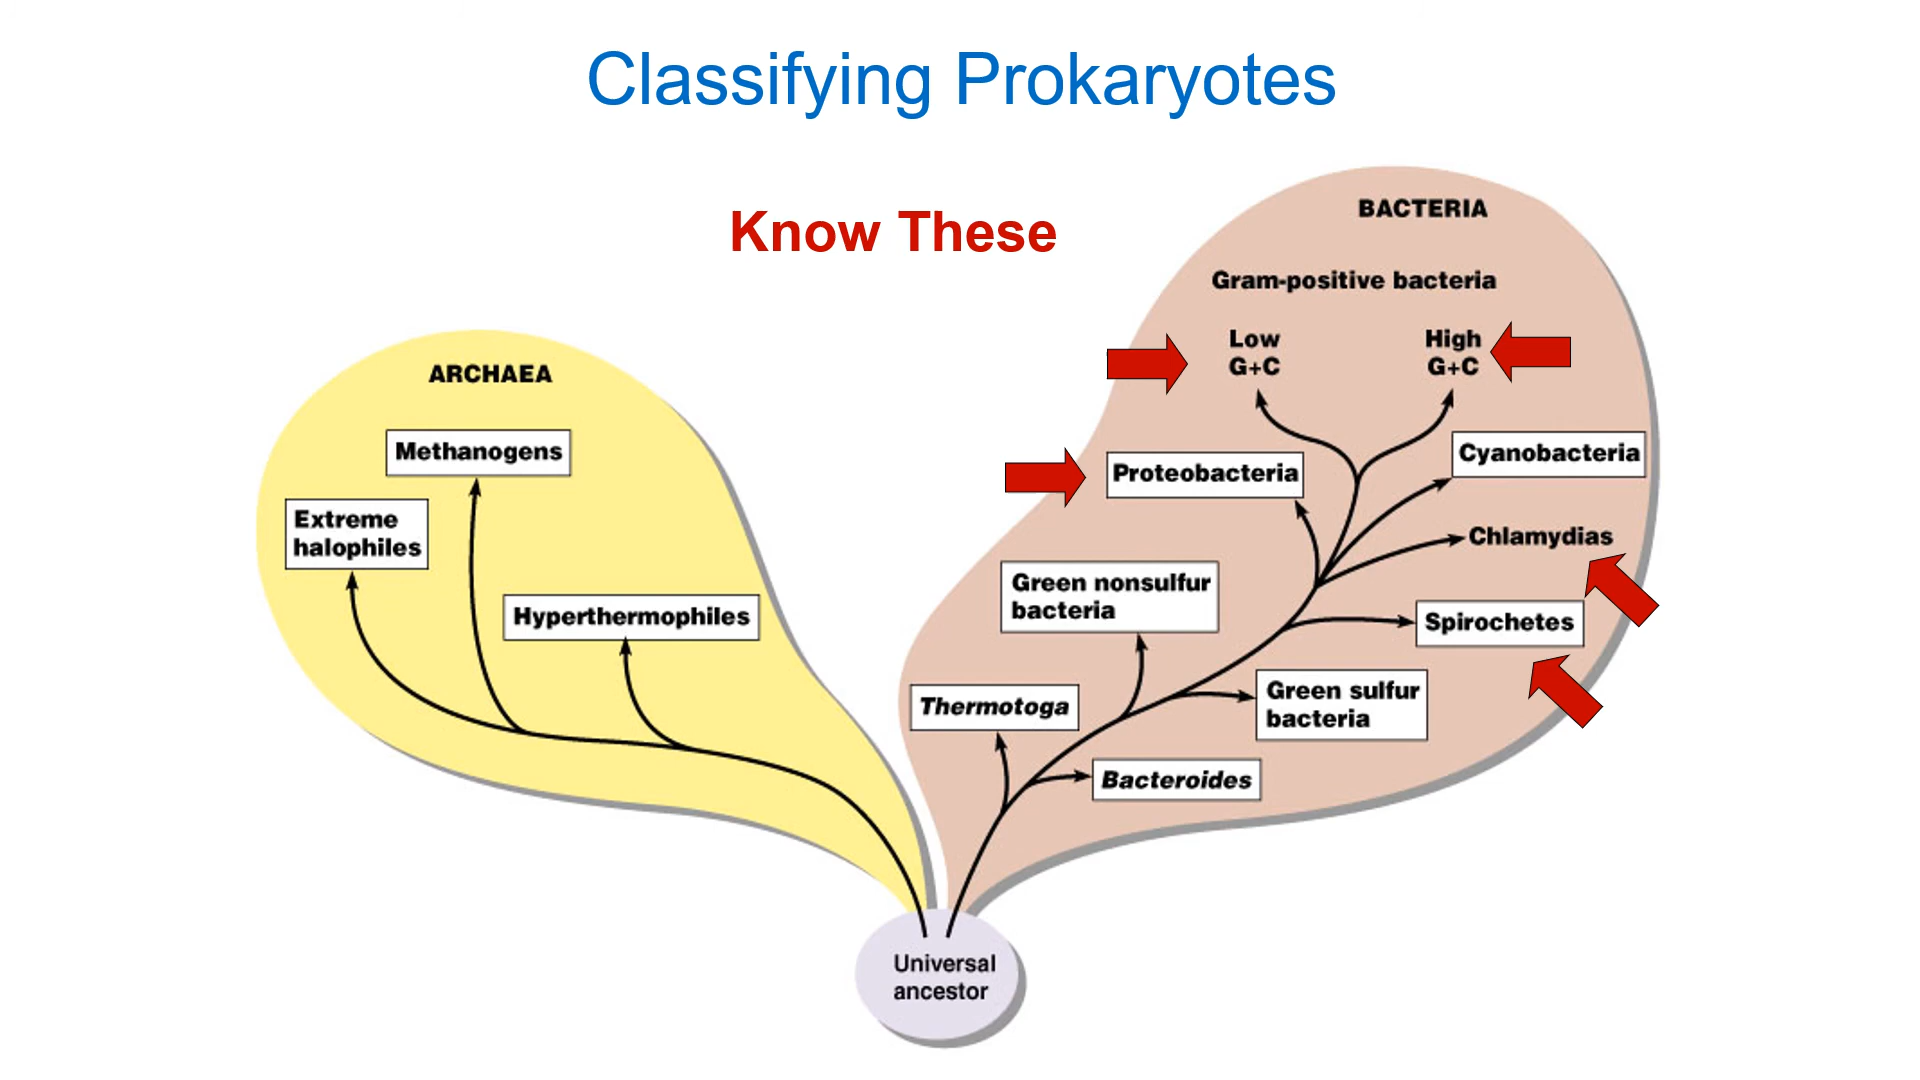 Classifying Prokaryotes
Know These
ARCHAEA
Methanogens
Extreme
halophiles
Hyperthermophiles
BACTERIA
Gram-positive bacteria
Low
G+C
High
G+C
Proteobacteria
Cyanobacteria
Chlamydias
Green nonsulfur
bacteria
Spirochetes
Thermotoga
Green sulfur
bacteria
Bacteroides
Universal
ancestor